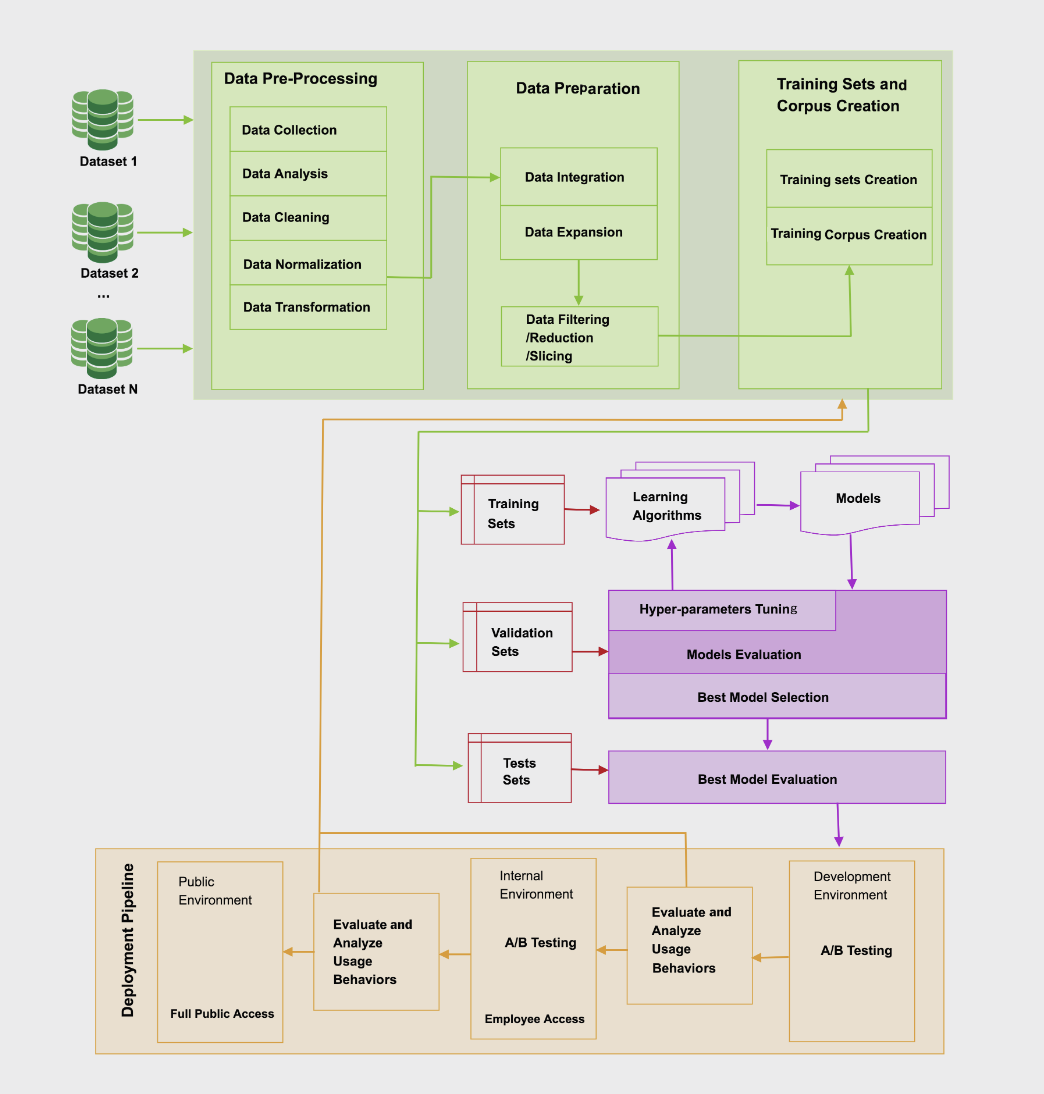 Data Pre-Processing
Data Collection
Data Analysis
Data Cleaning
Data Normalization
Data Transformation
Data Preparation
Data Integration
Data Expansion
Data Filtering
/Reduction
/Slicing
Training Sets and
Corpus Creation
Training sets Creation
Training Corpus Creation
Dataset 1
Dataset 2
...
Dataset N
Training
Sets
Learning
Algorithms
Models
Validation
Sets
Hyper-parameters Tuning
Models Evaluation
Best Model Selection
Tests
Sets
Best Model Evaluation
Deployment Pipeline
Public
Environment
Full Public Access
Evaluate and
Analyze
Usage
Behaviors
Internal
Environment
A/B Testing
Employee Access
Evaluate and
Analyze
Usage
Behaviors
Development
Environment
A/B Testing